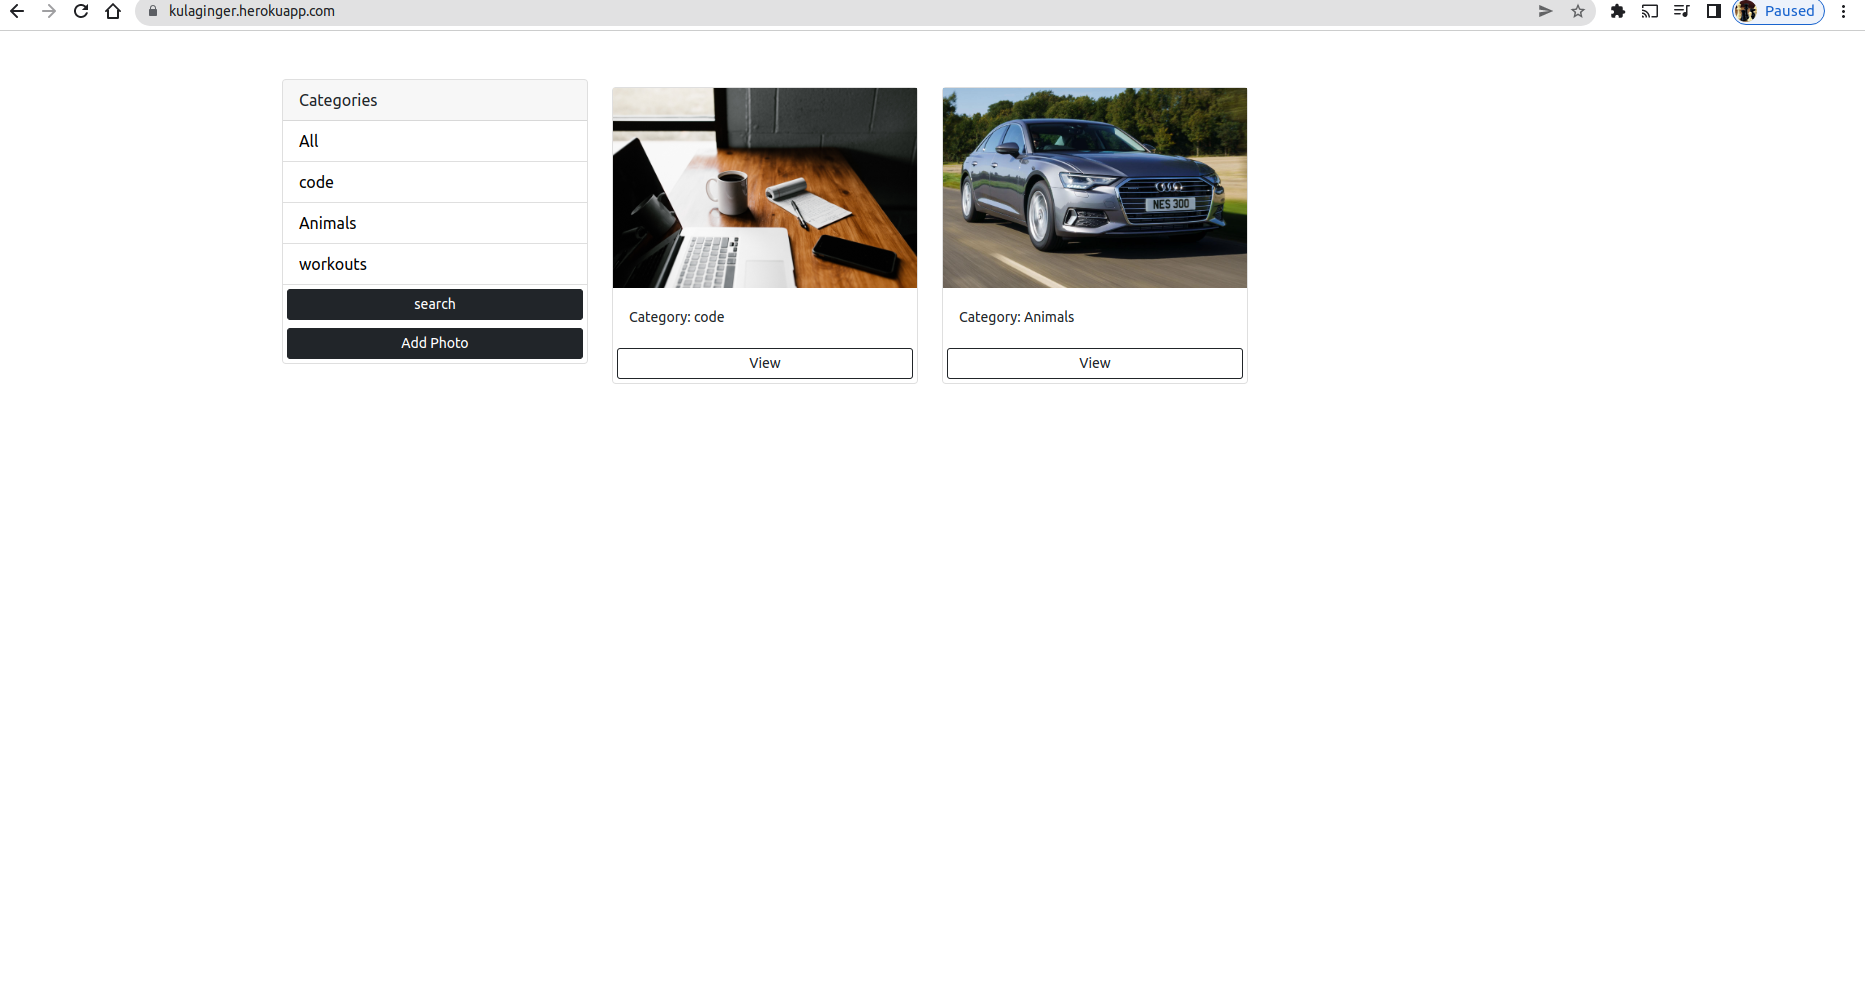 kulaginger.herokuapp.com
Paused
Categories
All
code
Animals
workouts
search
Add Photo
NES 300
Category: code
Category: Animals
View
View